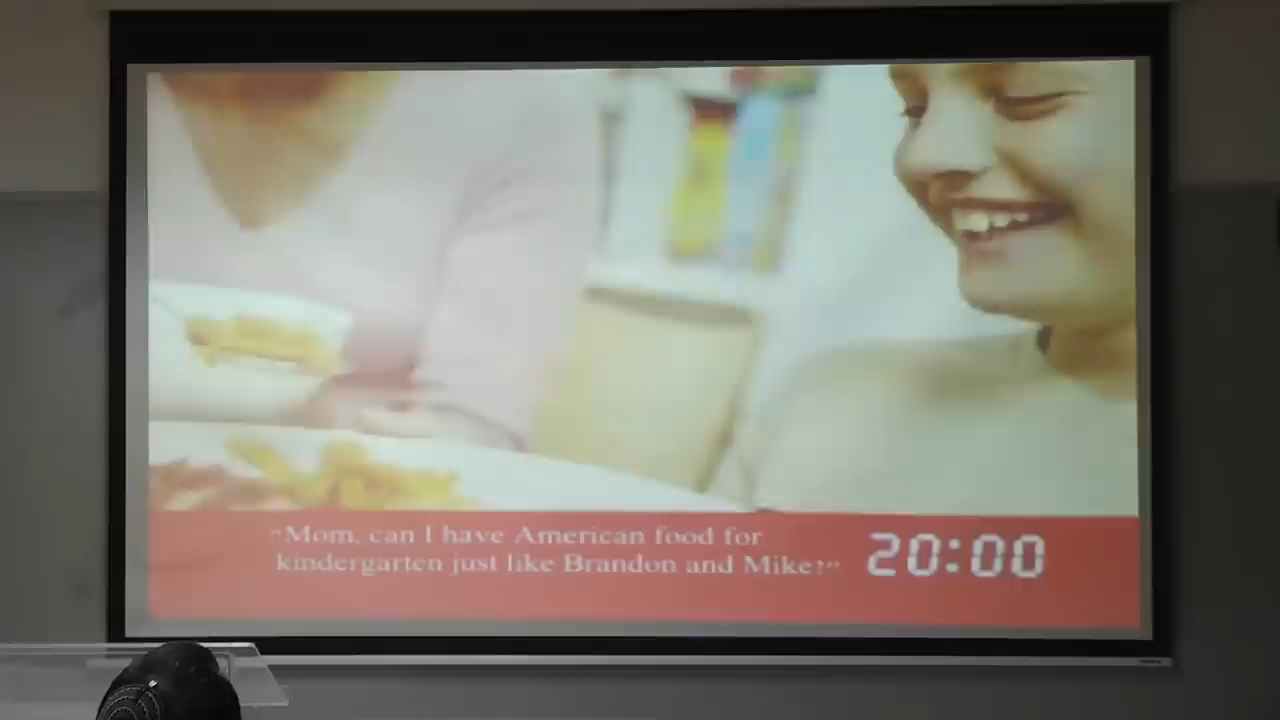 "Mom, can I have American food for
kindergarten just like Brandon and Mike?"
20:00